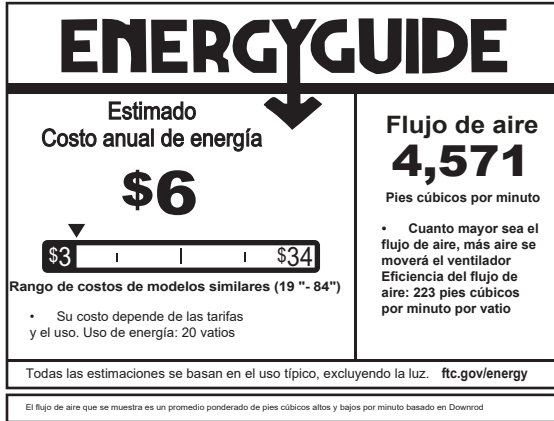 ENERGYGUIDE
Estimado
Costo anual de energía
$6
$3 $34
Rango de costos de modelos similares (19 "- 84")
• Su costo depende de las tarifas
y el uso. Uso de energía: 20 vatios
Flujo de aire
4,571
Pies cúbicos por minuto
• Cuanto mayor sea el
flujo de aire, más aire se
moverá el ventilador
Eficiencia del flujo de
aire: 223 pies cúbicos
por minuto por vatio
Todas las estimaciones se basan en el uso típico, excluyendo la luz. ftc.gov/energy
El flujo de aire que se muestra es un promedio ponderado de pies cúbicos altos y bajos por minuto basado en Downrod